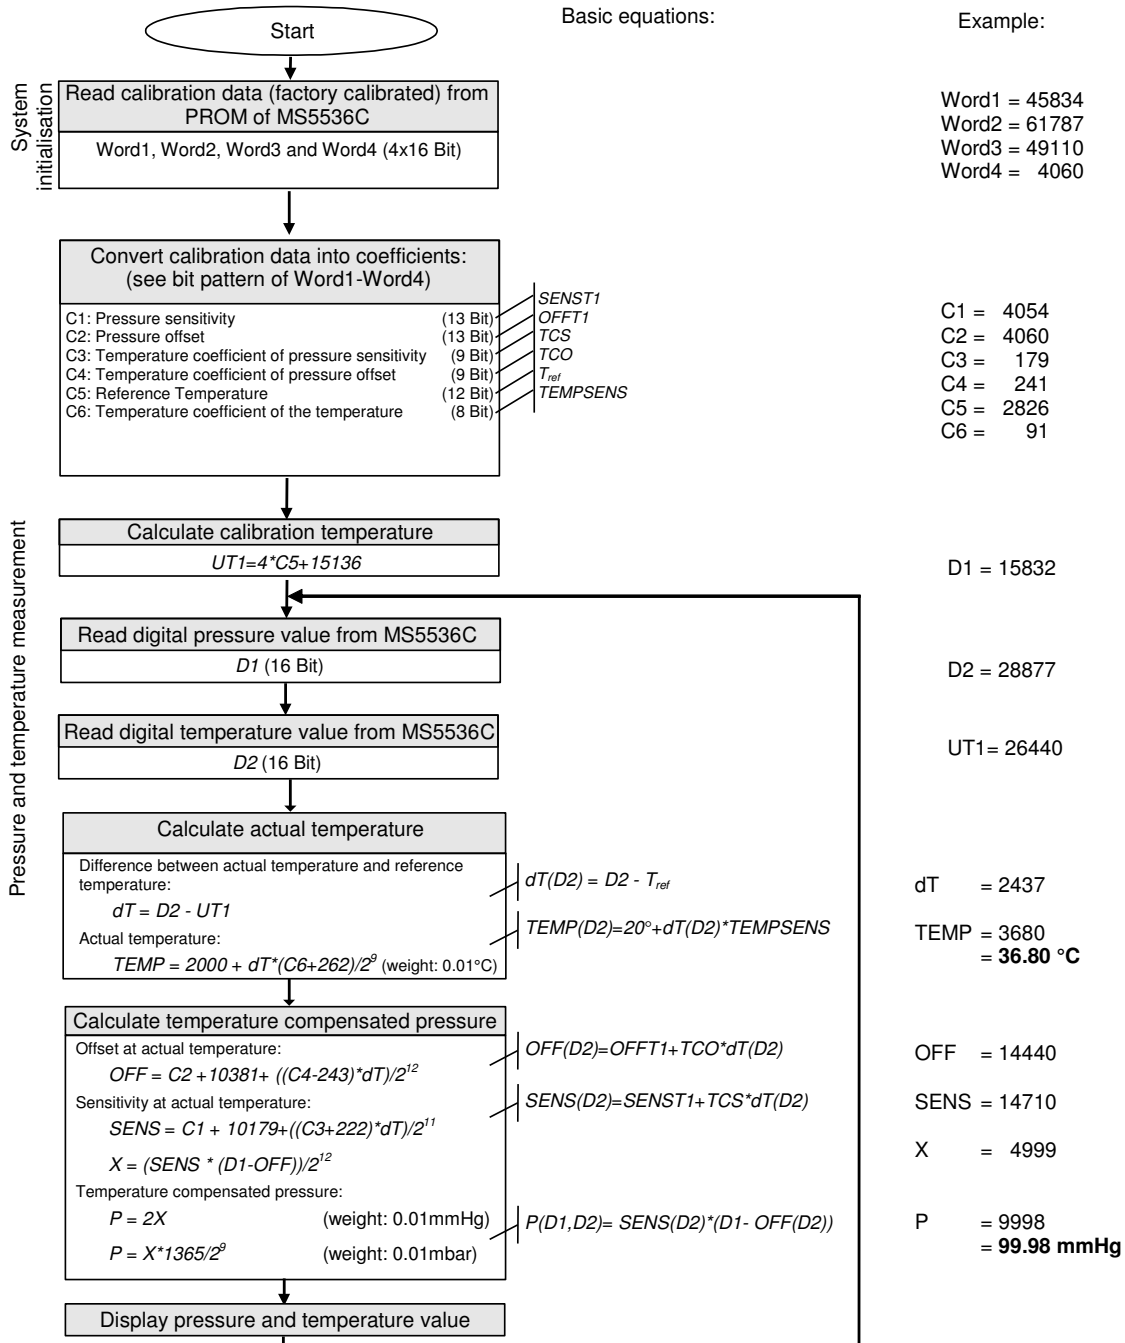 Start
Basic equations:
Example:
System
initialisation
Read calibration data (factory calibrated) from
PROM of MS5536C
Word1, Word2, Word3 and Word4 (4x16 Bit)
Word1 = 45834
Word2 = 61787
Word3 = 49110
Word4 = 4060
Convert calibration data into coefficients:
(see bit pattern of Word1-Word4)
C1: Pressure sensitivity (13 Bit) SENST1
C2: Pressure offset (13 Bit) OFFT1
C3: Temperature coefficient of pressure sensitivity (9 Bit) TCS
C4: Temperature coefficient of pressure offset (9 Bit) TCO
C5: Reference Temperature (12 Bit) Tref
C6: Temperature coefficient of the temperature (8 Bit) TEMPSENS
C1 = 4054
C2 = 4060
C3 = 179
C4 = 241
C5 = 2826
C6 = 91
Pressure and temperature measurement
Calculate calibration temperature
UT1=4*C5+15136
D1 = 15832
Read digital pressure value from MS5536C
D1 (16 Bit)
D2 = 28877
Read digital temperature value from MS5536C
D2 (16 Bit)
UT1= 26440
Calculate actual temperature
Difference between actual temperature and reference
temperature:
dT = D2 - UT1
dT(D2) = D2 - Tref
dT = 2437
Actual temperature:
TEMP = 2000 + dT*(C6+262)/2^9 (weight: 0.01°C)
TEMP(D2)=20°+dT(D2)*TEMPSENS
TEMP = 3680
= 36.80 °C
Calculate temperature compensated pressure
Offset at actual temperature:
OFF = C2 +10381+ ((C4-243)*dT)/2^12
OFF(D2)=OFFT1+TCO*dT(D2)
OFF = 14440
Sensitivity at actual temperature:
SENS = C1 + 10179+((C3+222)*dT)/2^11
SENS(D2)=SENST1+TCS*dT(D2)
SENS = 14710
X = (SENS * (D1-OFF))/2^12
X = 4999
Temperature compensated pressure:
P = 2X (weight: 0.01mmHg)
P = X*1365/2^9 (weight: 0.01mbar)
P(D1,D2)= SENS(D2)*(D1- OFF(D2))
P = 9998
= 99.98 mmHg
Display pressure and temperature value